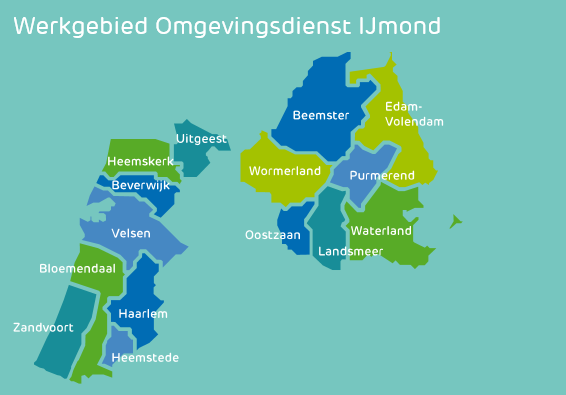 Werkgebied Omgevingsdienst IJmond
Beemster
Edam-
Volendam
Uitgeest
Heemskerk
Wormerland
Purmerend
Beverwijk
Velsen
Oostzaan
Waterland
Landsmeer
Bloemendaal
Haarlem
Zandvoort
Heemstede